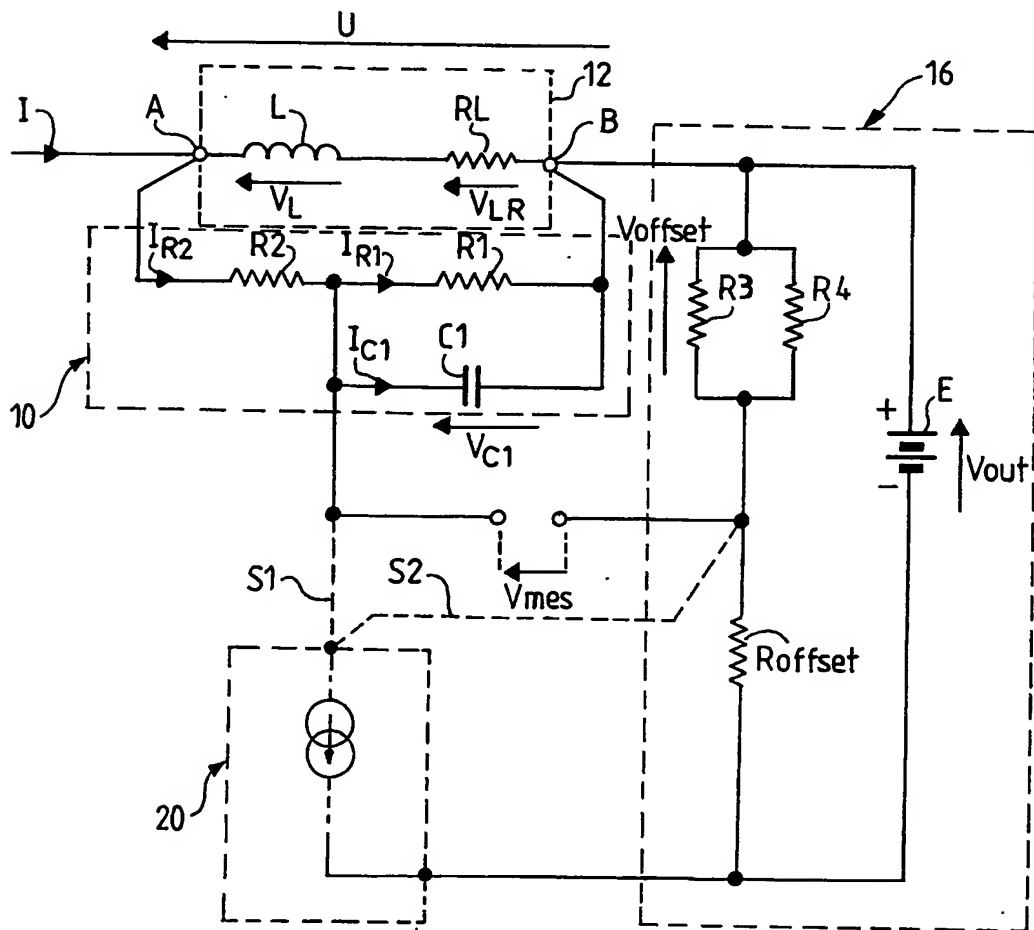 U
12
16
I
A
L
RL
B
VL
VLR
Voffset
IR2
R2
IR1
R1
R3
R4
IC1
C1
10
VC1
+
E
−
Vout
S1
S2
Vmes
Roffset
20